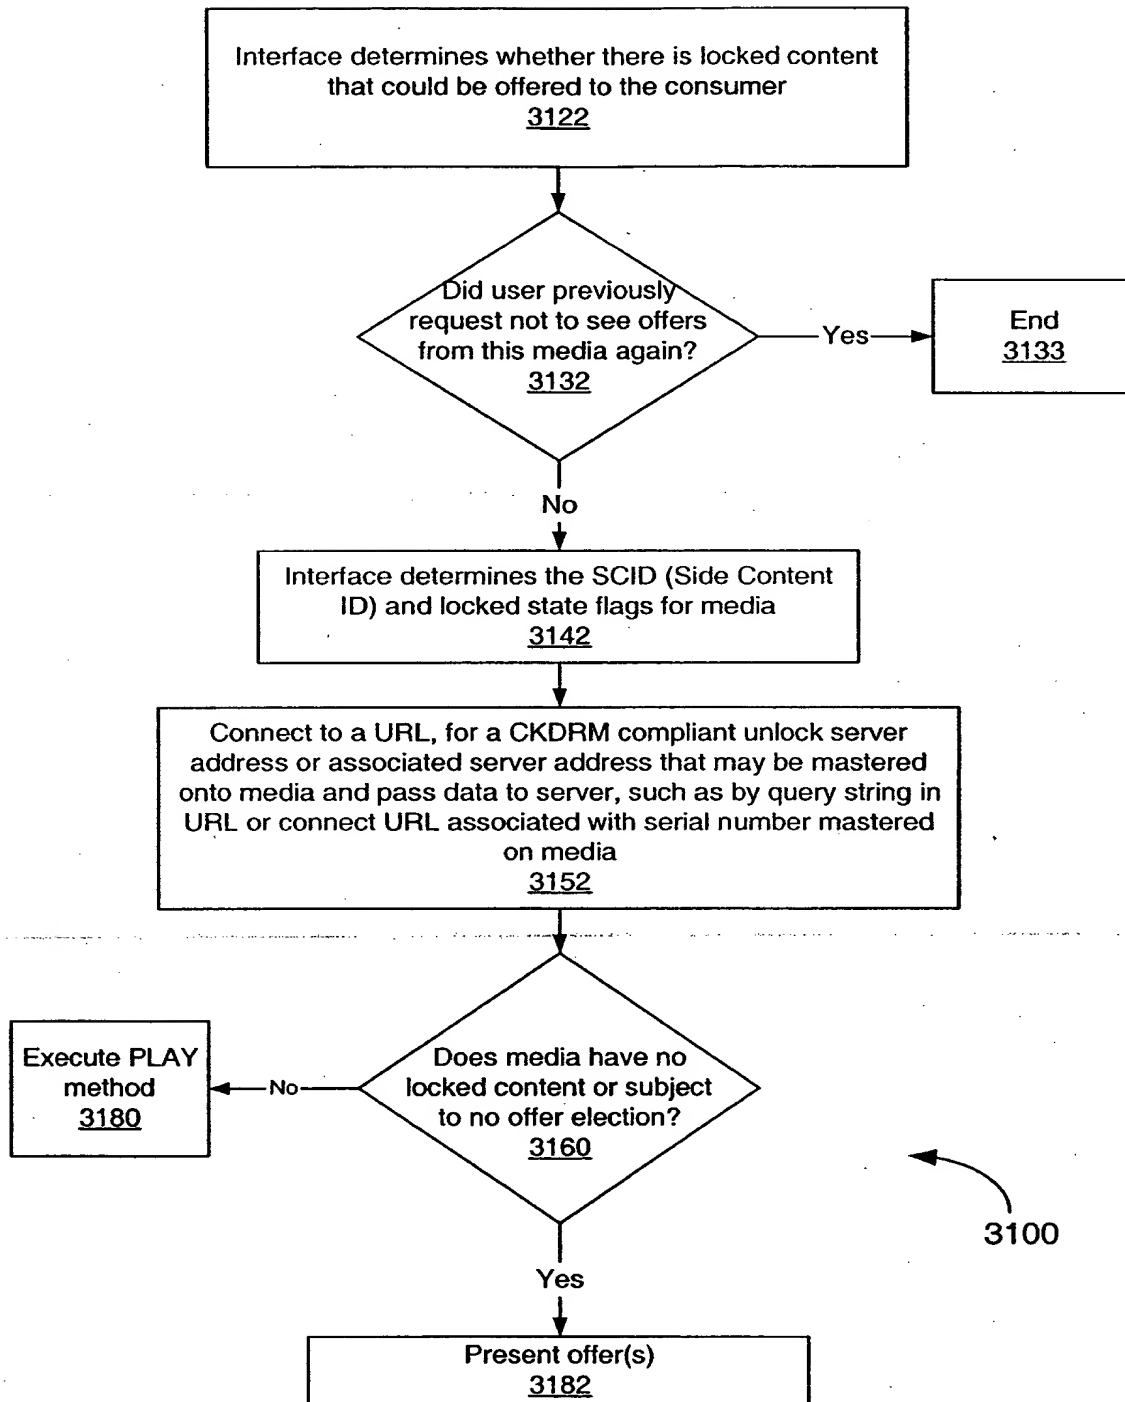 Interface determines whether there is locked content
that could be offered to the consumer
3122
Did user previously
request not to see offers
from this media again?
3132
Yes
End
3133
No
Interface determines the SCID (Side Content
ID) and locked state flags for media
3142
Connect to a URL, for a CKDRM compliant unlock server
address or associated server address that may be mastered
onto media and pass data to server, such as by query string in
URL or connect URL associated with serial number mastered
on media
3152
Execute PLAY
method
3180
No
Does media have no
locked content or subject
to no offer election?
3160
3100
Yes
Present offer(s)
3182